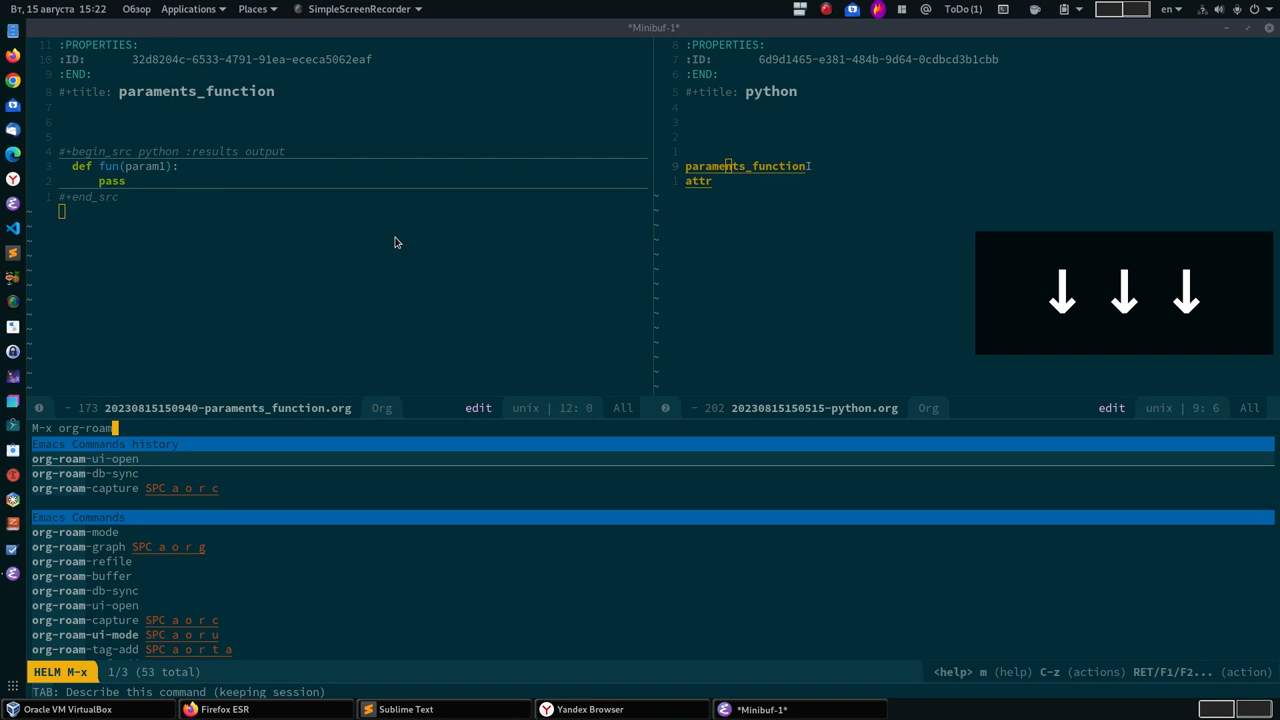 Вт, 15 августа 15:22 Обзор Applications Places SimpleScreenRecorder ToDo(1) en
*Minibuf-1*
11 :PROPERTIES:
10 :ID: 32d8204c-6533-4791-91ea-ececa5062eaf
9 :END:
8 #+title: paraments_function
7
6
5
4 #+begin_src python :results output
3 def fun(param1):
2 pass
1 #+end_src
8 :PROPERTIES:
7 :ID: 6d9d1465-e381-484b-9d64-0cdbcd3b1cbb
6 :END:
5 #+title: python
4
3
2
1
9 paraments_function
1 attr
↓ ↓ ↓
- 173 20230815150940-paraments_function.org Org edit unix | 12: 0 All
- 202 20230815150515-python.org Org edit unix | 9: 6 All
M-x org-roam
Emacs Commands history
org-roam-ui-open
org-roam-db-sync
org-roam-capture SPC a o r c
Emacs Commands
org-roam-mode
org-roam-graph SPC a o r g
org-roam-refile
org-roam-buffer
org-roam-db-sync
org-roam-ui-open
org-roam-capture SPC a o r c
org-roam-ui-mode SPC a o r u
org-roam-tag-add SPC a o r t a
HELM M-x 1/3 (53 total) <help> m (help) C-z (actions) RET/F1/F2... (action)
TAB: Describe this command (keeping session)
Oracle VM VirtualBox Firefox ESR Sublime Text Yandex Browser *Minibuf-1*